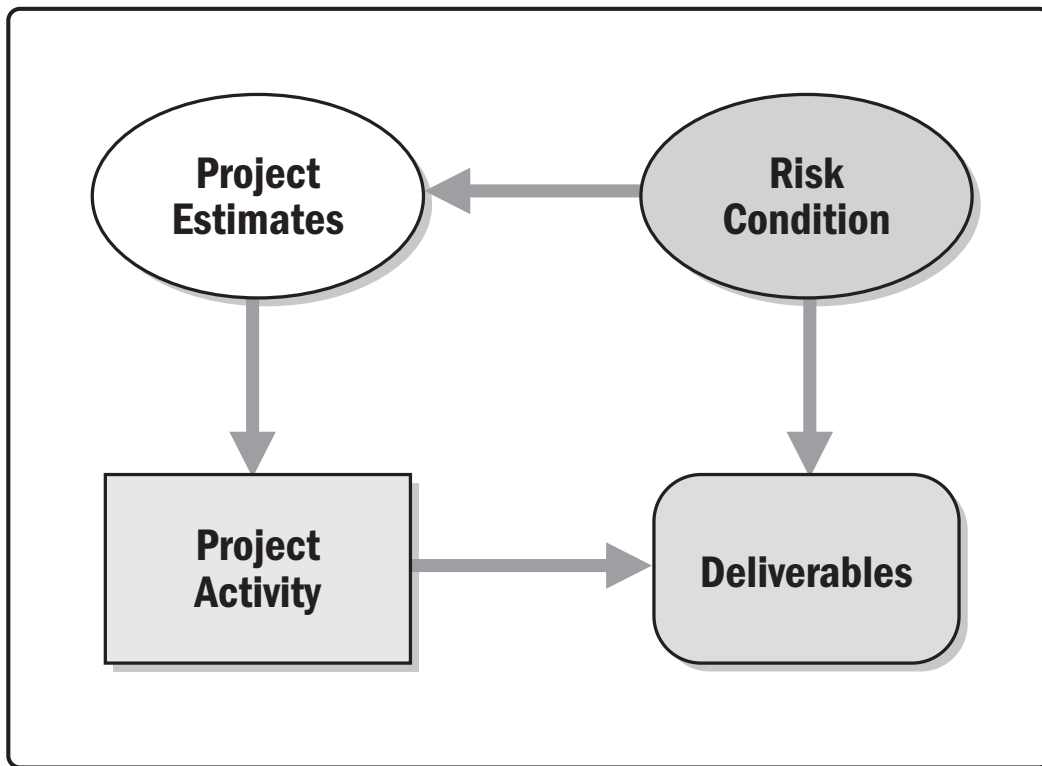 Project
Estimates
Risk
Condition
Project
Activity
Deliverables